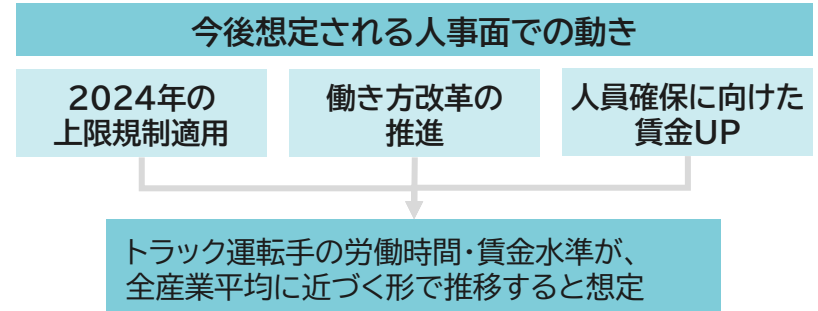 今後想定される人事面での動き
2024年の
上限規制適用
働き方改革の
推進
人員確保に向けた
賃金UP
トラック運転手の労働時間・賃金水準が、
全産業平均に近づく形で推移すると想定